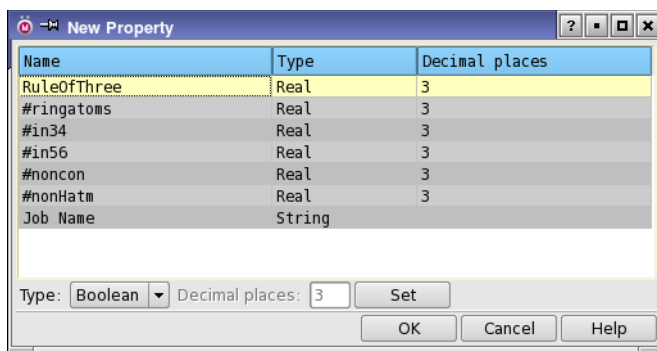 New Property ?
Name Type Decimal places
RuleOfThree Real 3
#ringatoms Real 3
#in34 Real 3
#in56 Real 3
#noncon Real 3
#nonHatm Real 3
Job Name String
Type: Boolean Decimal places: 3 Set
OK Cancel Help